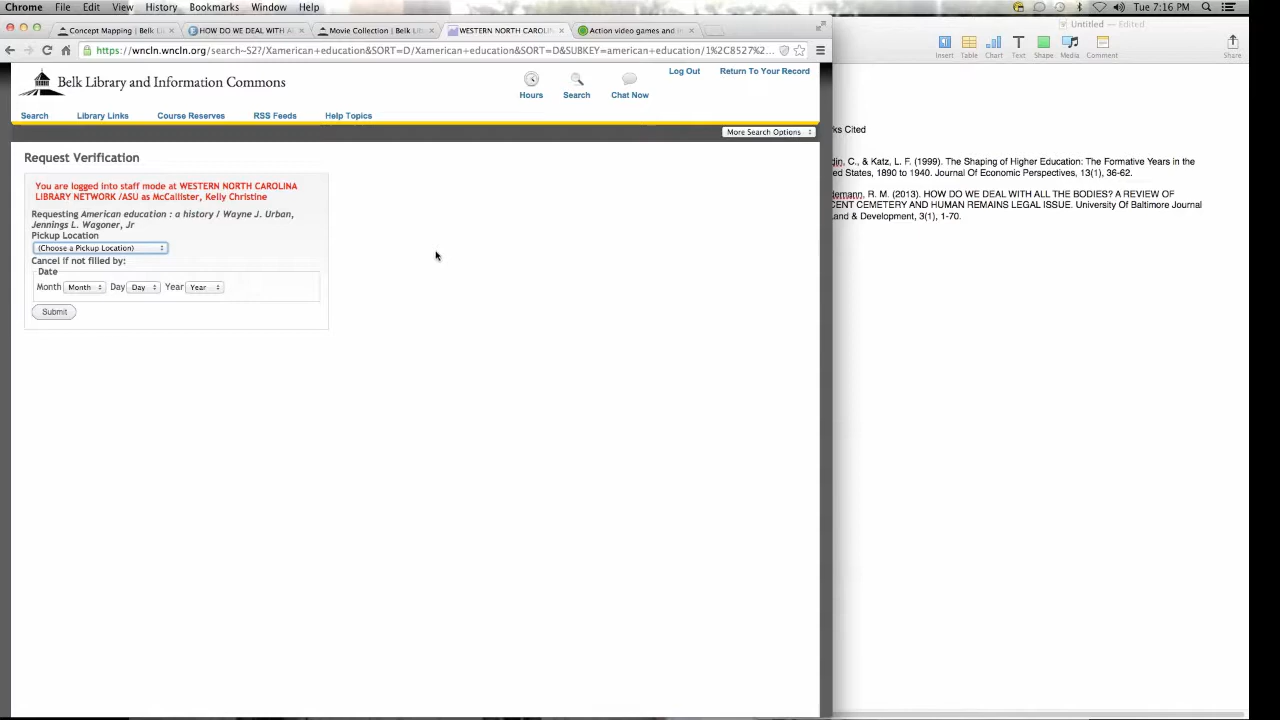 Chrome File Edit View History Bookmarks Window Help Tue 7:16 PM
Concept Mapping | Belk Li × HOW DO WE DEAL WITH A × Movie Collection | Belk Lib × WESTERN NORTH CAROLIN × Action video games and i ×
Untitled — Edited
https://wncln.wncln.org/search~S2?/Xamerican+education&SORT=D/Xamerican+education&SORT=D&SUBKEY=american+education/1%2C8527%2...
Insert Table Chart Text Shape Media Comment Share
Belk Library and Information Commons
Log Out Return To Your Record
Hours Search Chat Now
Search Library Links Course Reserves RSS Feeds Help Topics
More Search Options
Request Verification
You are logged into staff mode at WESTERN NORTH CAROLINA
LIBRARY NETWORK /ASU as McCallister, Kelly Christine
Requesting American education : a history / Wayne J. Urban,
Jennings L. Wagoner, Jr
Pickup Location
(Choose a Pickup Location)
Cancel if not filled by:
Date
Month Month Day Day Year Year
Submit
ks Cited
din, C., & Katz, L. F. (1999). The Shaping of Higher Education: The Formative Years in the
ed States, 1890 to 1940. Journal Of Economic Perspectives, 13(1), 36-62.
demann, R. M. (2013). HOW DO WE DEAL WITH ALL THE BODIES? A REVIEW OF
CENT CEMETERY AND HUMAN REMAINS LEGAL ISSUE. University Of Baltimore Journal
and & Development, 3(1), 1-70.